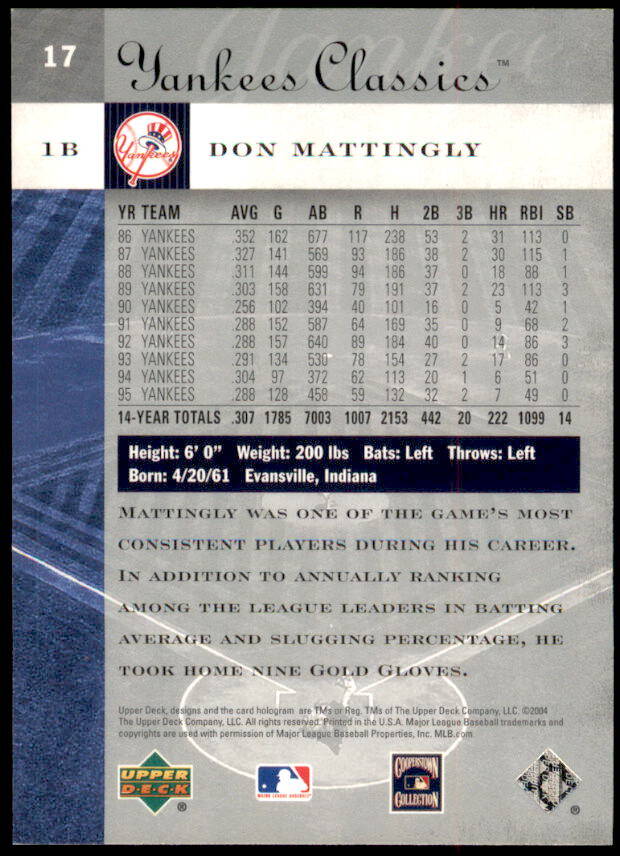 17
Yankees Classics™
1B
Yankees
DON MATTINGLY
YR TEAM AVG G AB R H 2B 3B HR RBI SB
86 YANKEES .352 162 677 117 238 53 2 31 113 0
87 YANKEES .327 141 569 93 186 38 2 30 115 1
88 YANKEES .311 144 599 94 186 37 0 18 88 1
89 YANKEES .303 158 631 79 191 37 2 23 113 3
90 YANKEES .256 102 394 40 101 16 0 5 42 1
91 YANKEES .288 152 587 64 169 35 0 9 68 2
92 YANKEES .288 157 640 89 184 40 0 14 86 3
93 YANKEES .291 134 530 78 154 27 2 17 86 0
94 YANKEES .304 97 372 62 113 20 1 6 51 0
95 YANKEES .288 128 458 59 132 32 2 7 49 0
14-YEAR TOTALS .307 1785 7003 1007 2153 442 20 222 1099 14
Height: 6' 0" Weight: 200 lbs Bats: Left Throws: Left
Born: 4/20/61 Evansville, Indiana
MATTINGLY WAS ONE OF THE GAME'S MOST
CONSISTENT PLAYERS DURING HIS CAREER.
IN ADDITION TO ANNUALLY RANKING
AMONG THE LEAGUE LEADERS IN BATTING
AVERAGE AND SLUGGING PERCENTAGE, HE
TOOK HOME NINE GOLD GLOVES.
Upper Deck, designs and the card hologram are TMs or Reg. TMs of The Upper Deck Company, LLC. ©2004
The Upper Deck Company, LLC. All rights reserved. Printed in the U.S.A. Major League Baseball trademarks and
copyrights are used with permission of Major League Baseball Properties, Inc. MLB.com
UPPER
DECK
®
MAJOR LEAGUE BASEBALL
COOPERSTOWN
COLLECTION
®